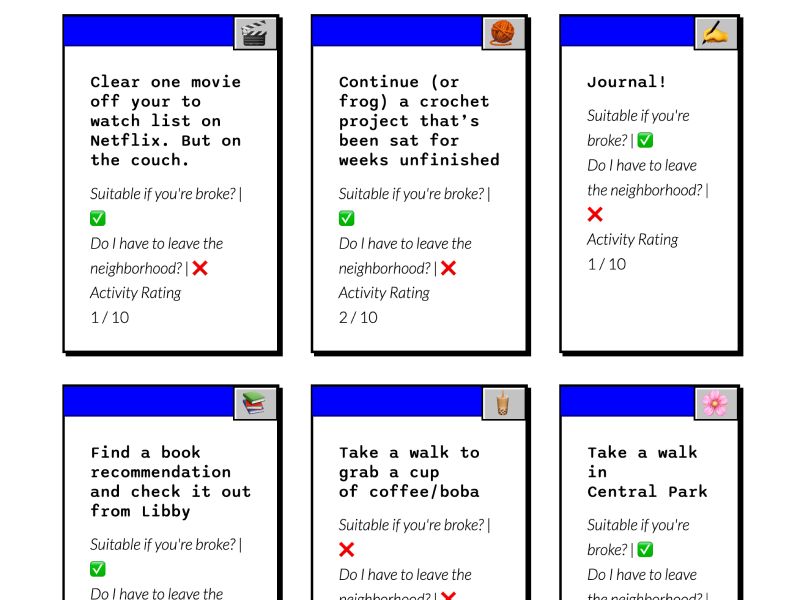 Clear one movie
off your to
watch list on
Netflix. But on
the couch.
Suitable if you're broke? |
✅
Do I have to leave the
neighborhood? | ❌
Activity Rating
1 / 10
Continue (or
frog) a crochet
project that’s
been sat for
weeks unfinished
Suitable if you're broke? |
✅
Do I have to leave the
neighborhood? | ❌
Activity Rating
2 / 10
Journal!
Suitable if you're
broke? | ✅
Do I have to leave
the neighborhood? |
❌
Activity Rating
1 / 10
Find a book
recommendation
and check it out
from Libby
Suitable if you're broke? |
✅
Do I have to leave the
Take a walk to
grab a cup
of coffee/boba
Suitable if you're broke? |
❌
Do I have to leave the
neighborhood? | ❌
Take a walk
in
Central Park
Suitable if you're
broke? | ✅
Do I have to leave
the neighborhood? |